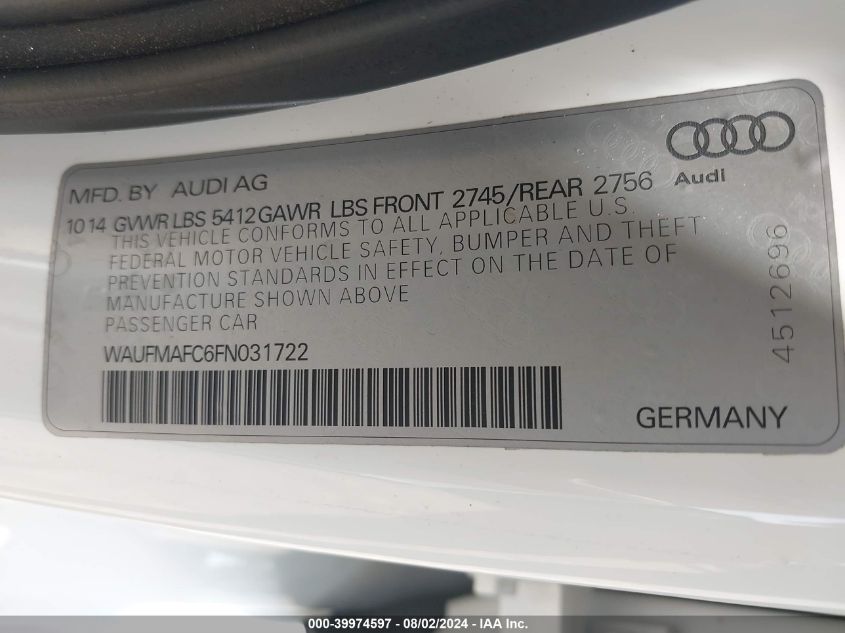 Audi
MFD. BY AUDI AG
10 14 GVWR LBS 5412 GAWR LBS FRONT 2745/REAR 2756
THIS VEHICLE CONFORMS TO ALL APPLICABLE U.S.
FEDERAL MOTOR VEHICLE SAFETY, BUMPER AND THEFT
PREVENTION STANDARDS IN EFFECT ON THE DATE OF
MANUFACTURE SHOWN ABOVE
PASSENGER CAR
WAUFMAFC6FN031722
GERMANY
4512696
000-39974597 - 08/02/2024 - IAA Inc.